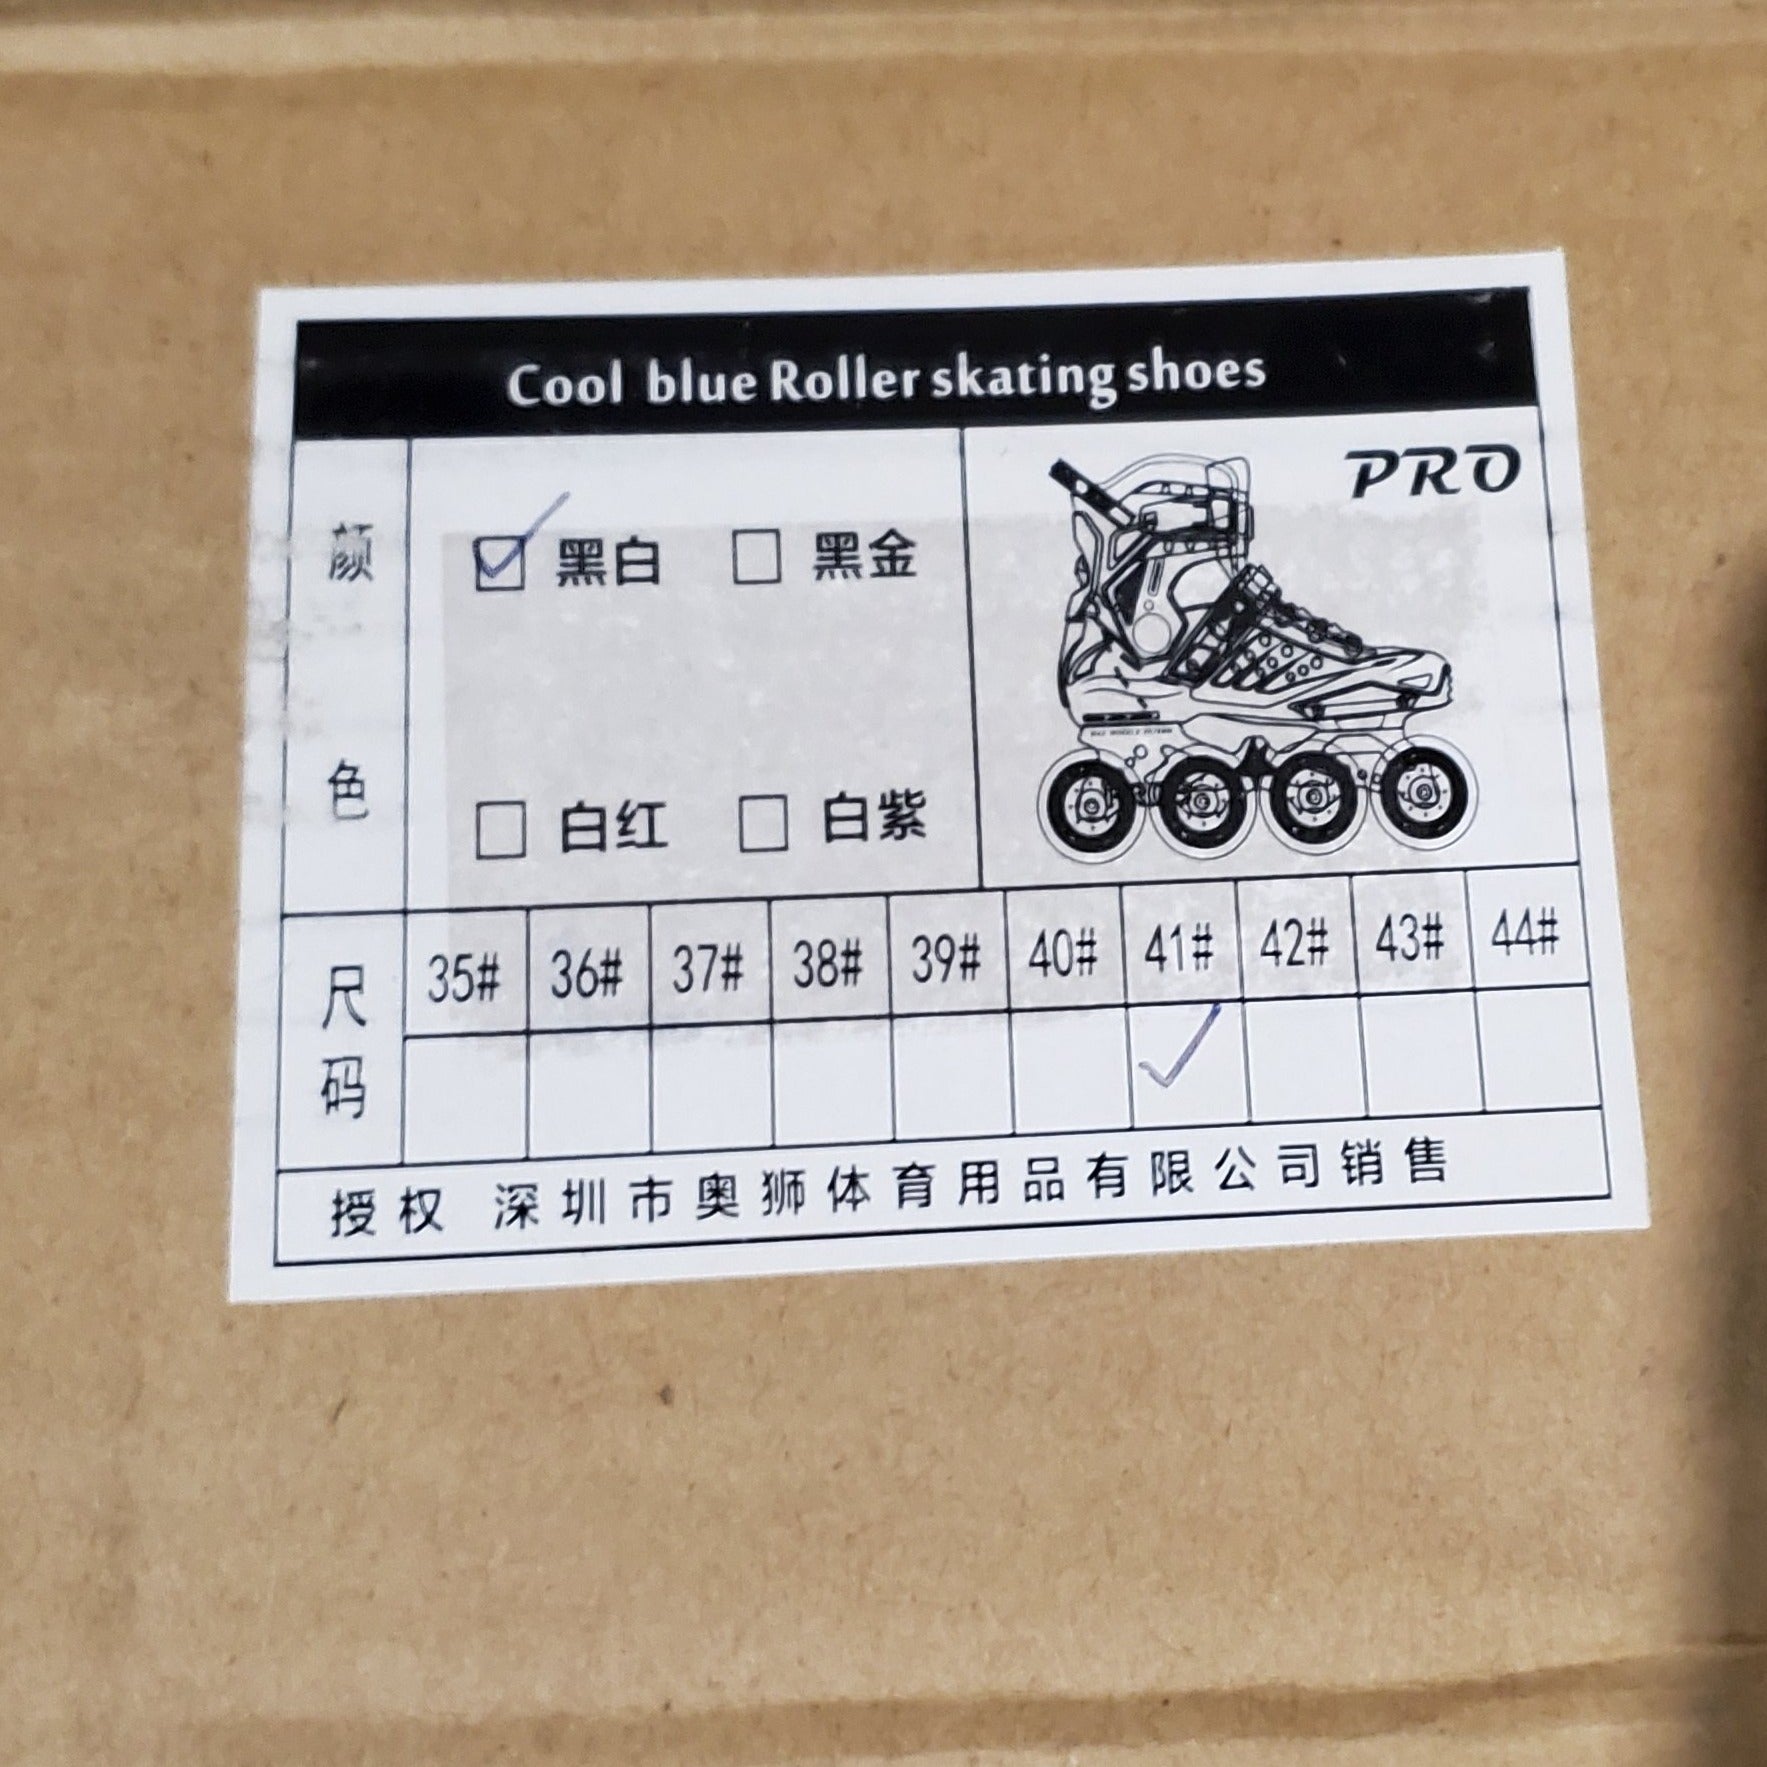 Cool blue Roller skating shoes
PRO
颜色
☑ 黑白 ☐ 黑金
☐ 白红 ☐ 白紫
尺码
35# 36# 37# 38# 39# 40# 41# 42# 43# 44#
✓
授权 深圳市奥狮体育用品有限公司销售